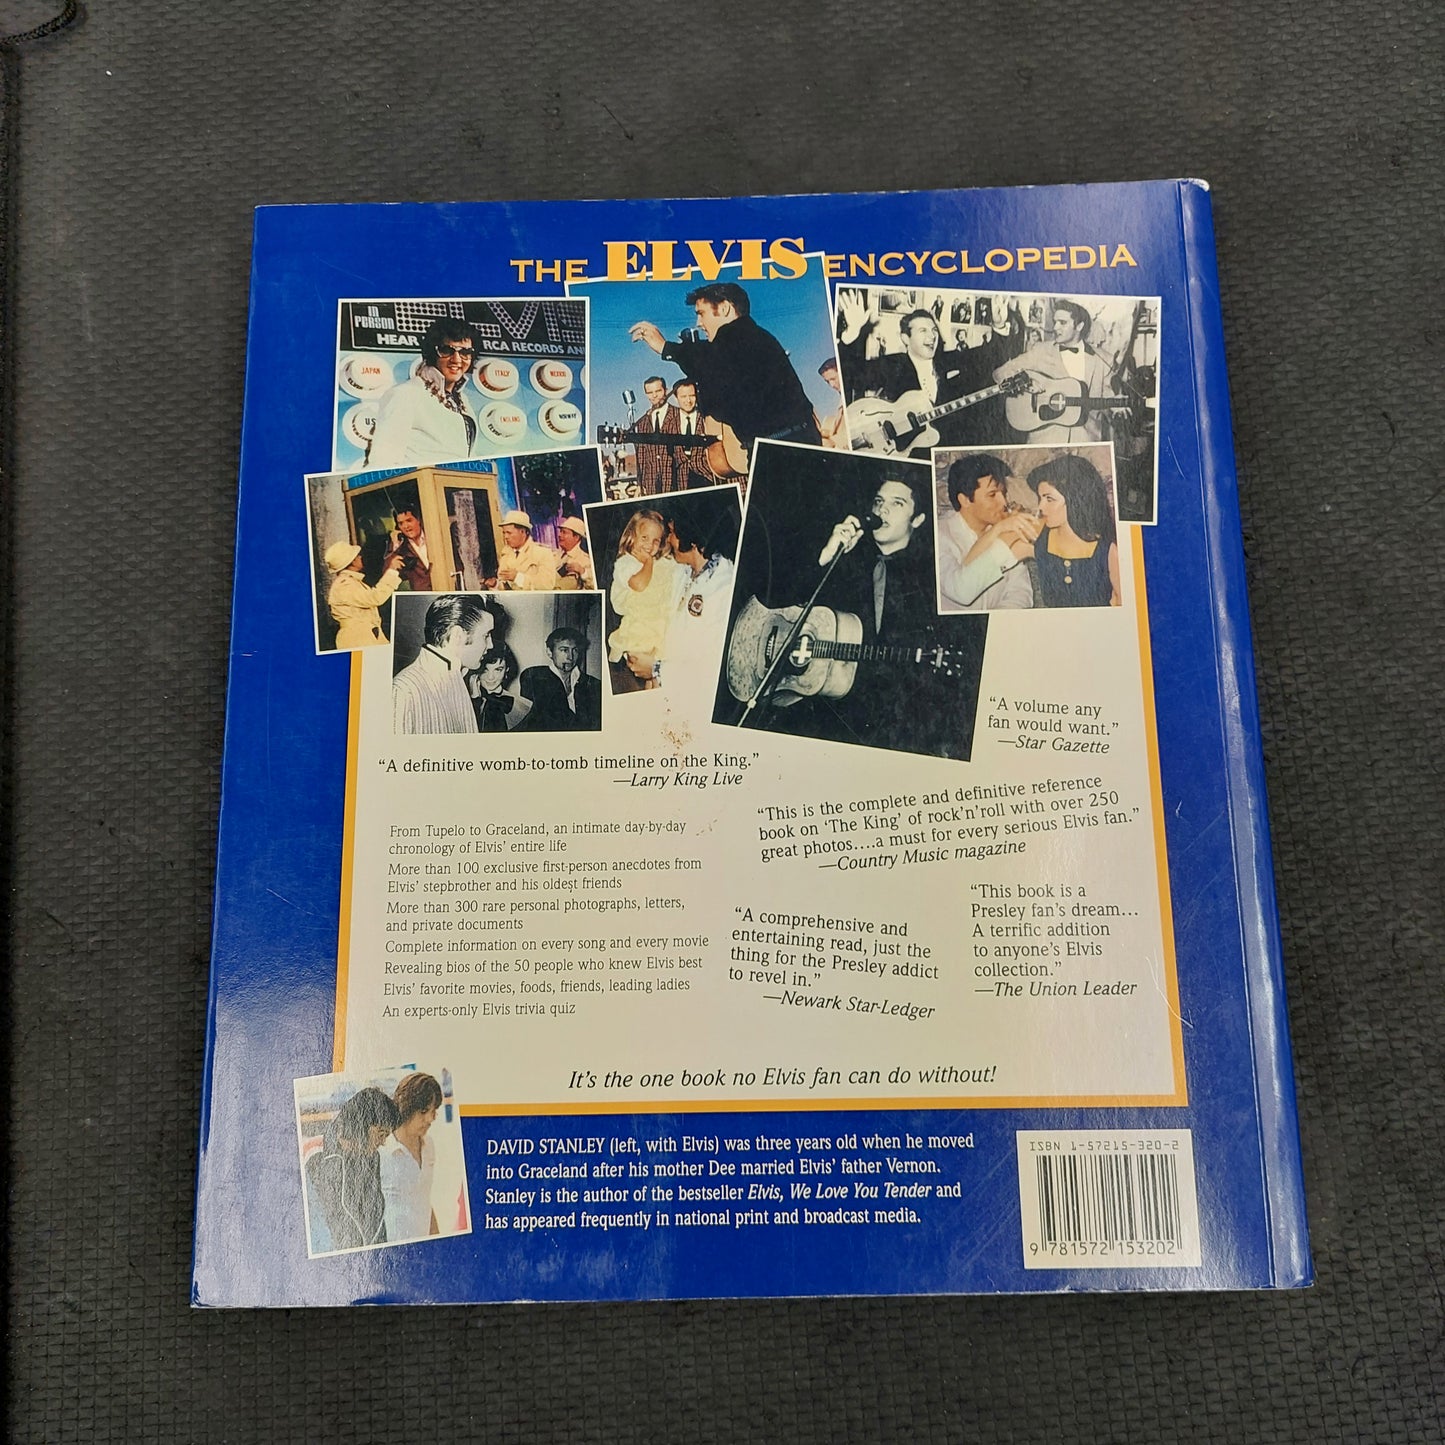 THE ELVIS ENCYCLOPEDIA
IN
PERSON
ELVIS
HEAR
RCA RECORDS AN
JAPAN
ITALY
MEXICO
U.S.
ENGLAND
NORWAY
"A volume any
fan would want."
—Star Gazette
"A definitive womb-to-tomb timeline on the King."
—Larry King Live
"This is the complete and definitive reference
book on 'The King' of rock'n'roll with over 250
great photos....a must for every serious Elvis fan."
—Country Music magazine
From Tupelo to Graceland, an intimate day-by-day
chronology of Elvis' entire life
More than 100 exclusive first-person anecdotes from
Elvis' stepbrother and his oldest friends
More than 300 rare personal photographs, letters,
and private documents
Complete information on every song and every movie
Revealing bios of the 50 people who knew Elvis best
Elvis' favorite movies, foods, friends, leading ladies
An experts-only Elvis trivia quiz
"A comprehensive and
entertaining read, just the
thing for the Presley addict
to revel in."
—Newark Star-Ledger
"This book is a
Presley fan's dream...
A terrific addition
to anyone's Elvis
collection."
—The Union Leader
It's the one book no Elvis fan can do without!
DAVID STANLEY (left, with Elvis) was three years old when he moved
into Graceland after his mother Dee married Elvis' father Vernon.
Stanley is the author of the bestseller Elvis, We Love You Tender and
has appeared frequently in national print and broadcast media.
ISBN 1-57215-320-2
9 781572 153202